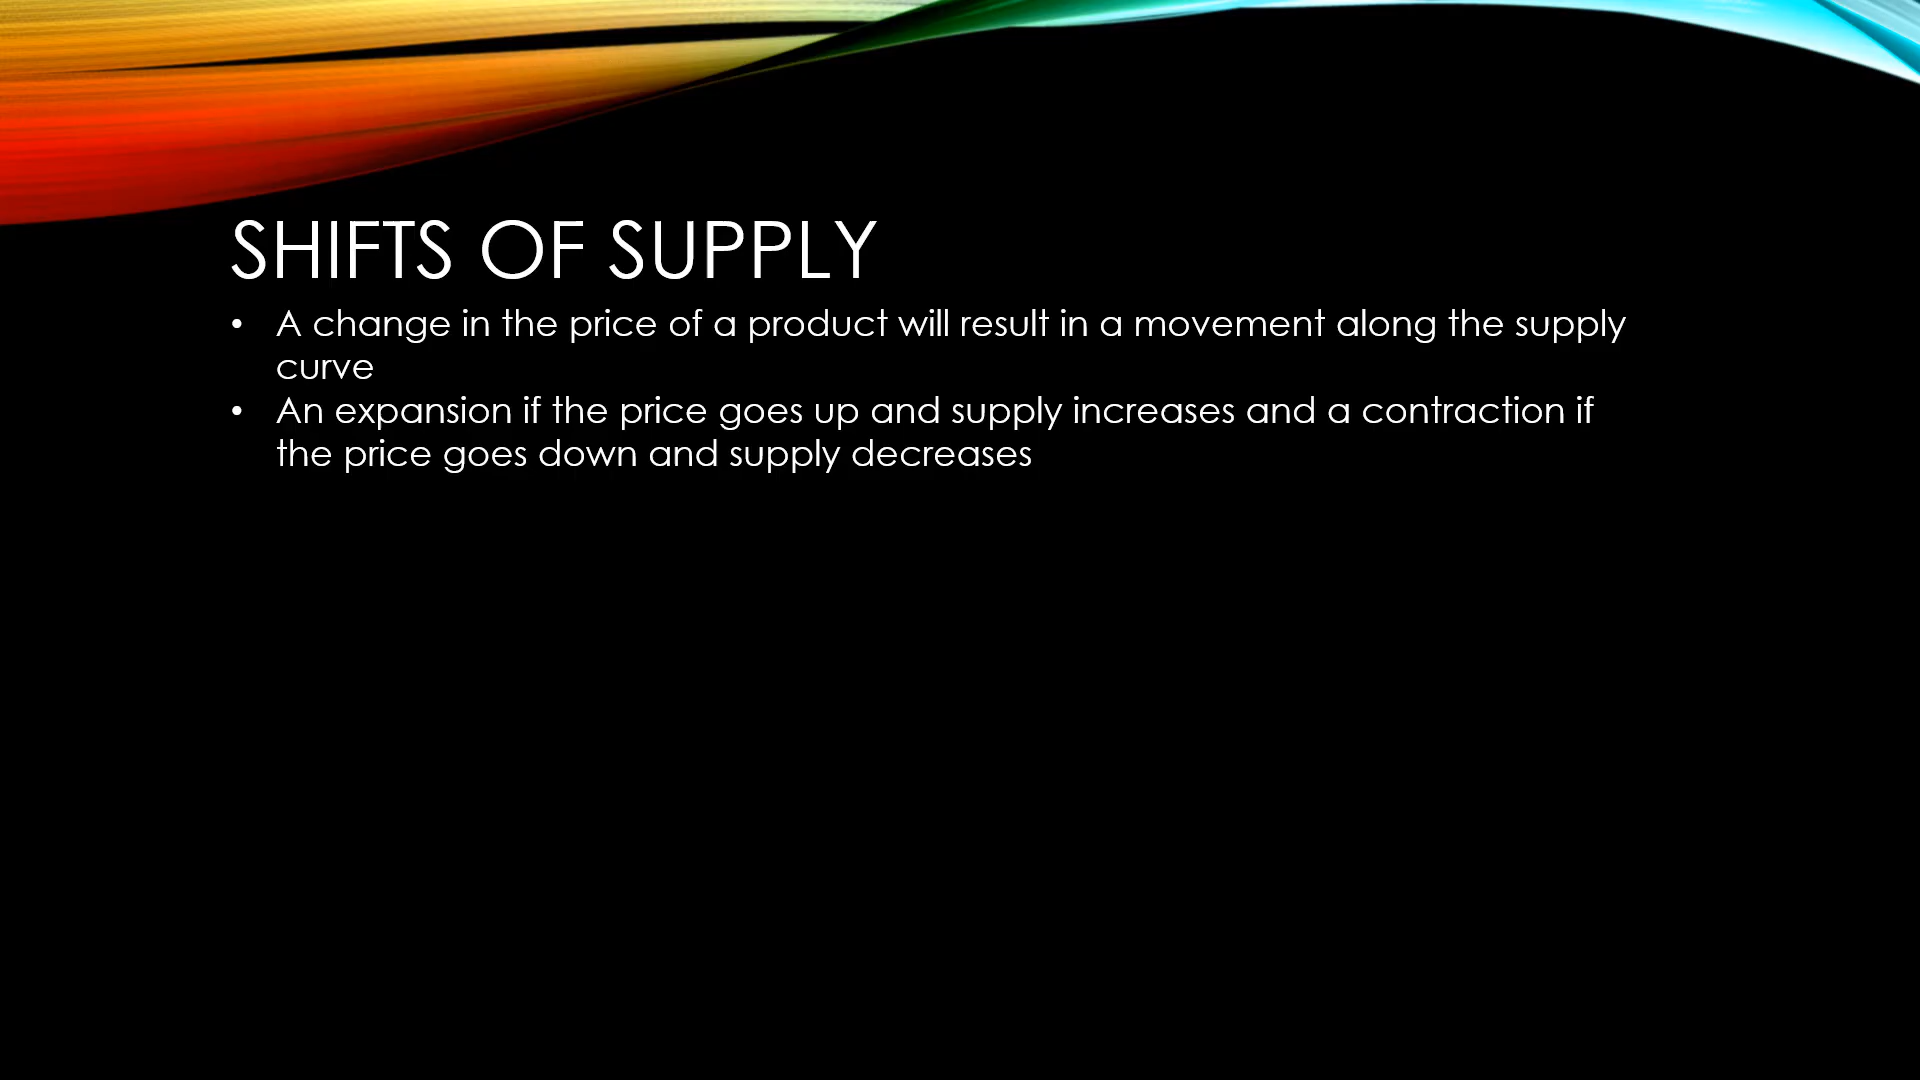 SHIFTS OF SUPPLY
• A change in the price of a product will result in a movement along the supply
curve
• An expansion if the price goes up and supply increases and a contraction if
the price goes down and supply decreases